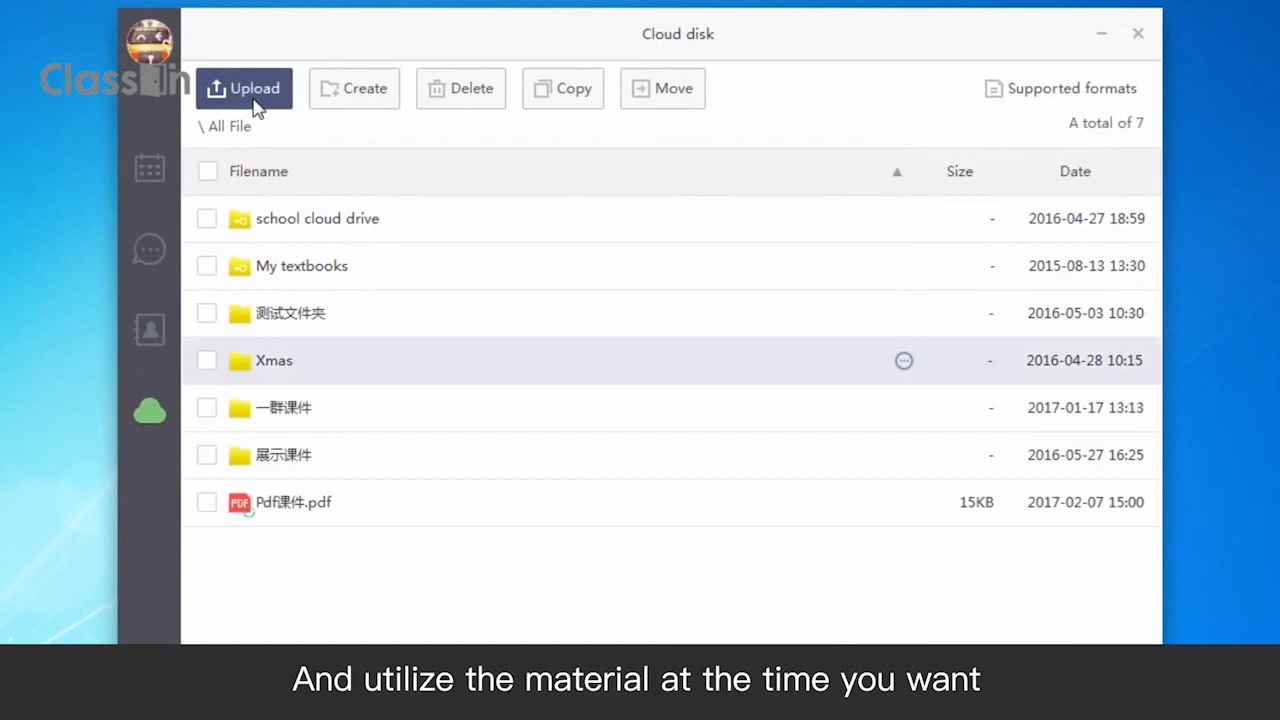 Cloud disk
ClassIn
Upload
Create
Delete
Copy
Move
Supported formats
\ All File
A total of 7
Filename
Size
Date
school cloud drive - 2016-04-27 18:59
My textbooks - 2015-08-13 13:30
测试文件夹 - 2016-05-03 10:30
Xmas - 2016-04-28 10:15
一群课件 - 2017-01-17 13:13
展示课件 - 2016-05-27 16:25
PDF Pdf课件.pdf 15KB 2017-02-07 15:00
And utilize the material at the time you want